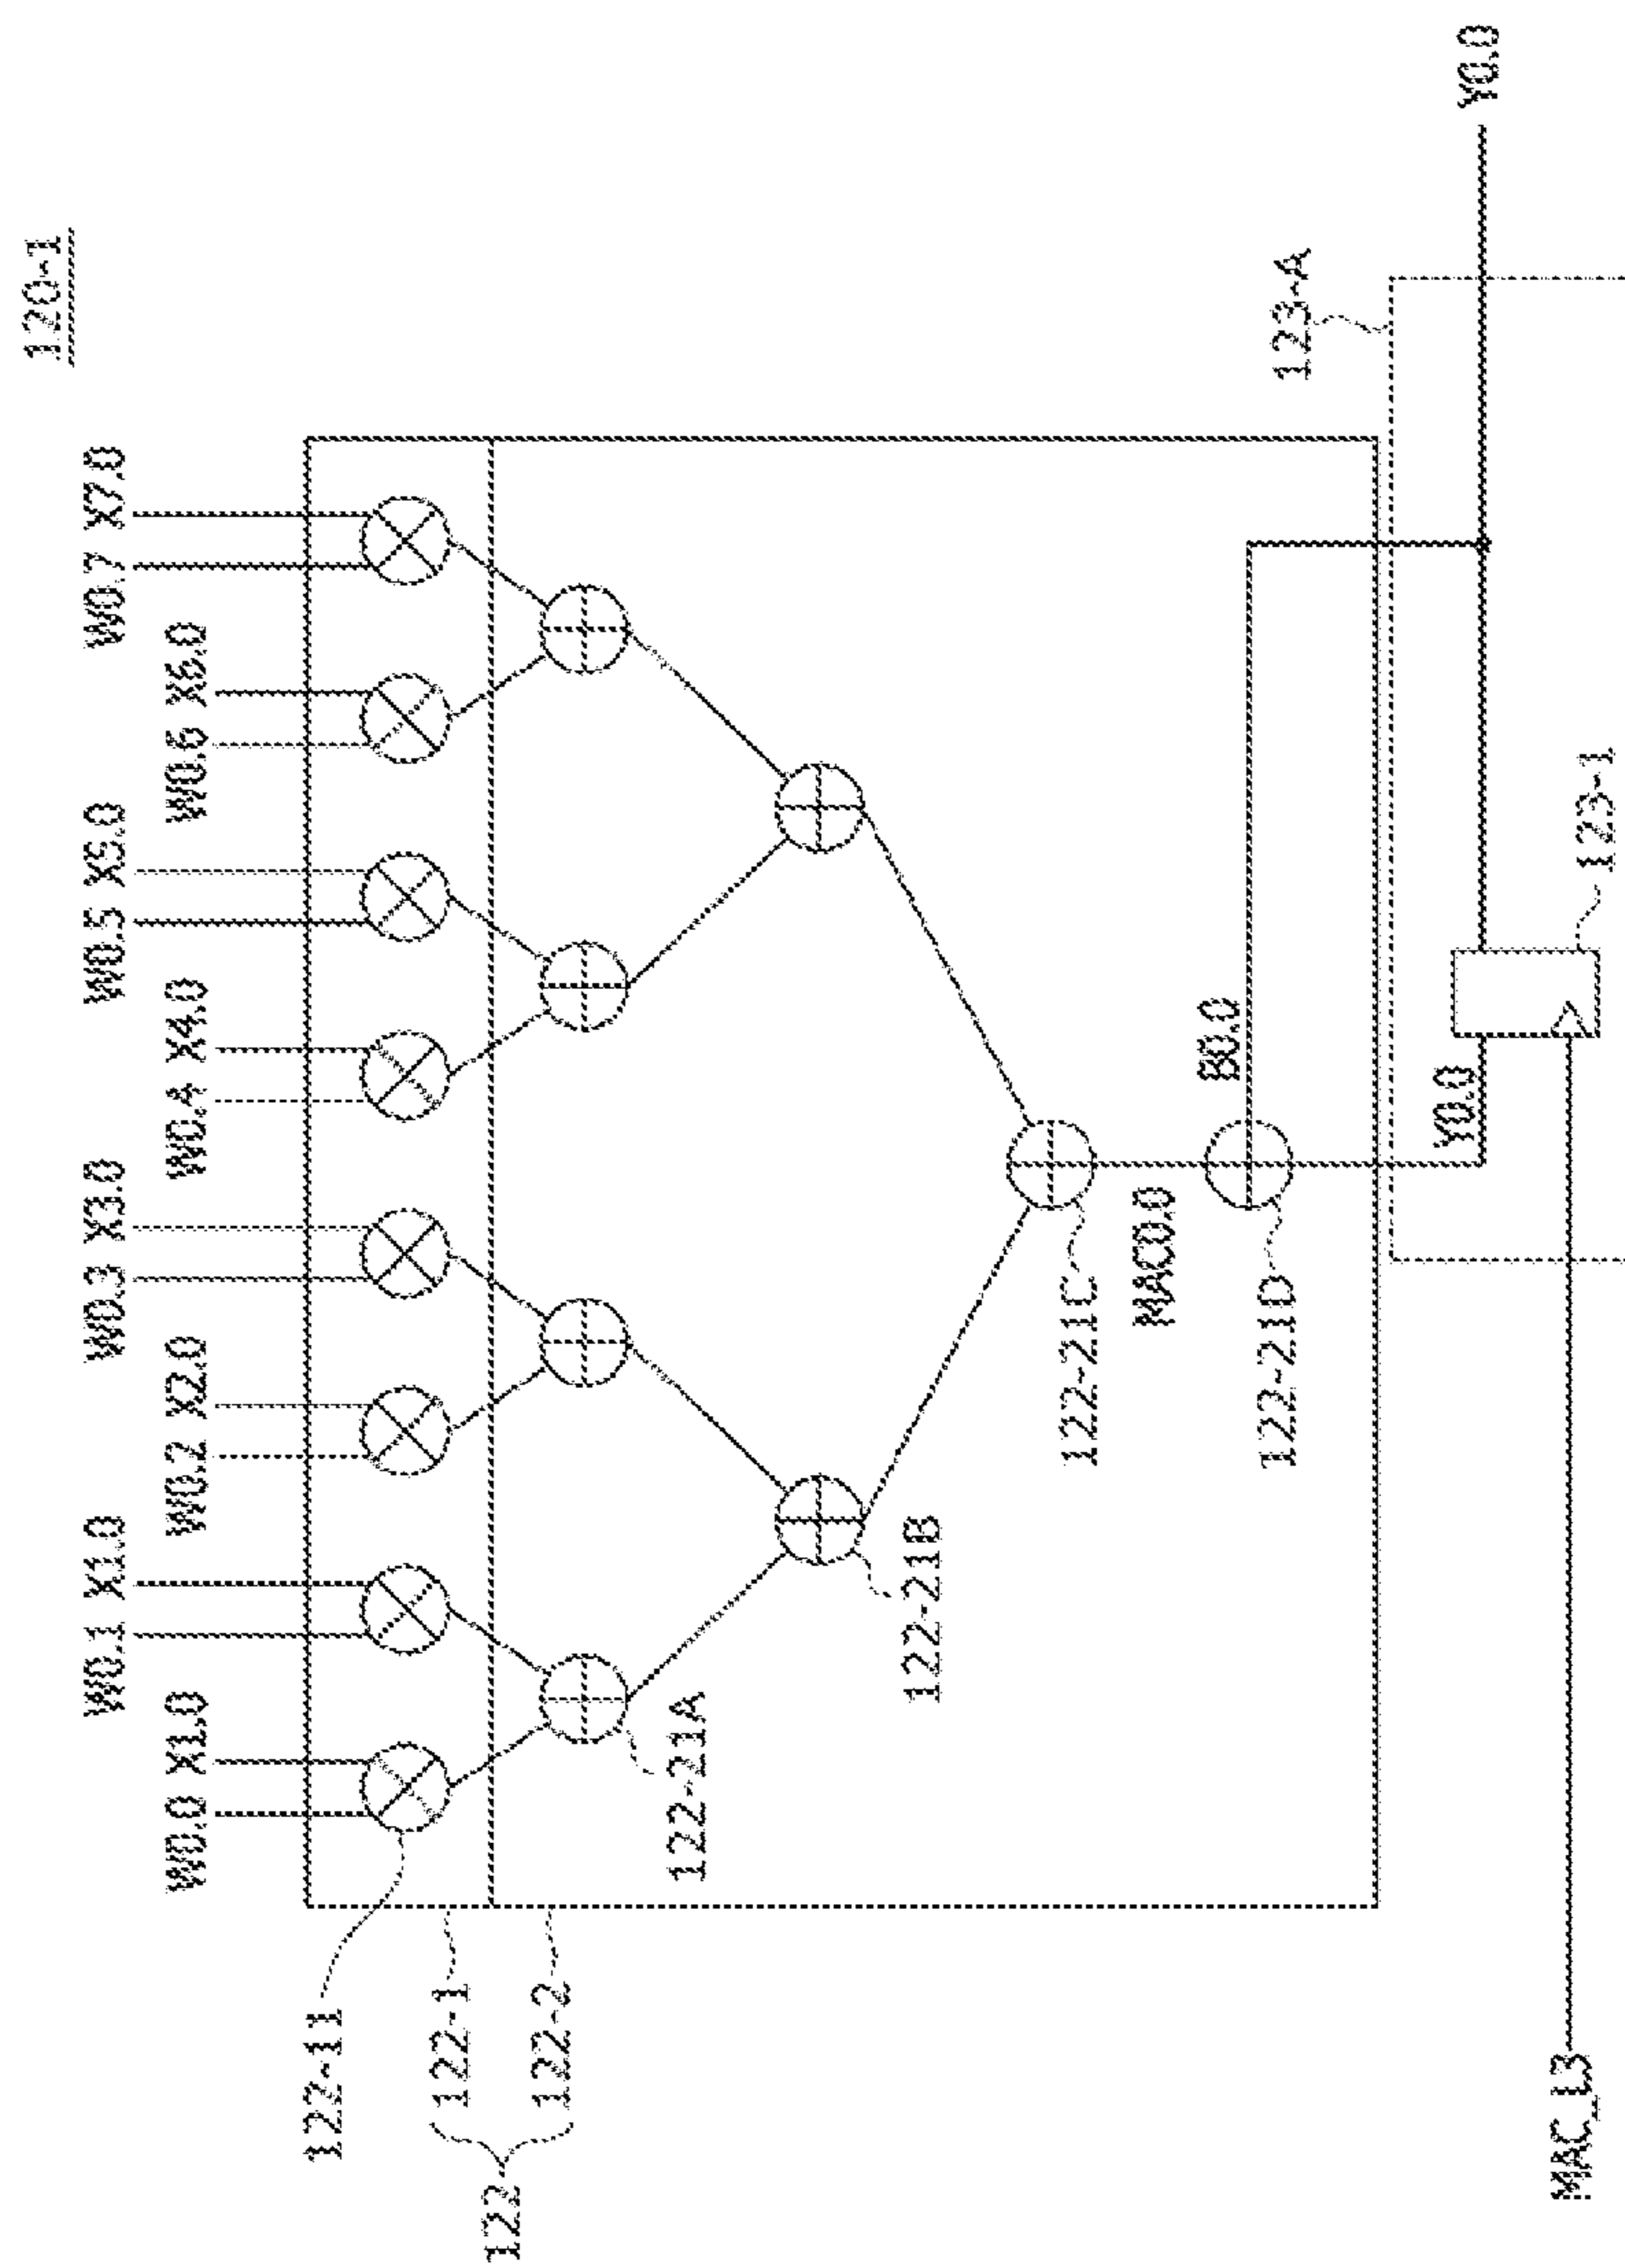 120-1
W0.1 X1.0
W0.3 X3.0
W0.5 X5.0
W0.7 X7.0
W0.0 X1.0
W0.2 X2.0
W0.4 X4.0
W0.6 X6.0
122-11
122-1
122-2
122
122-21A
122-21B
122-21C
MAC0.0
122-21D
B0.0
123-A
Y0.0
Y0.0
123-1
MAC_L3